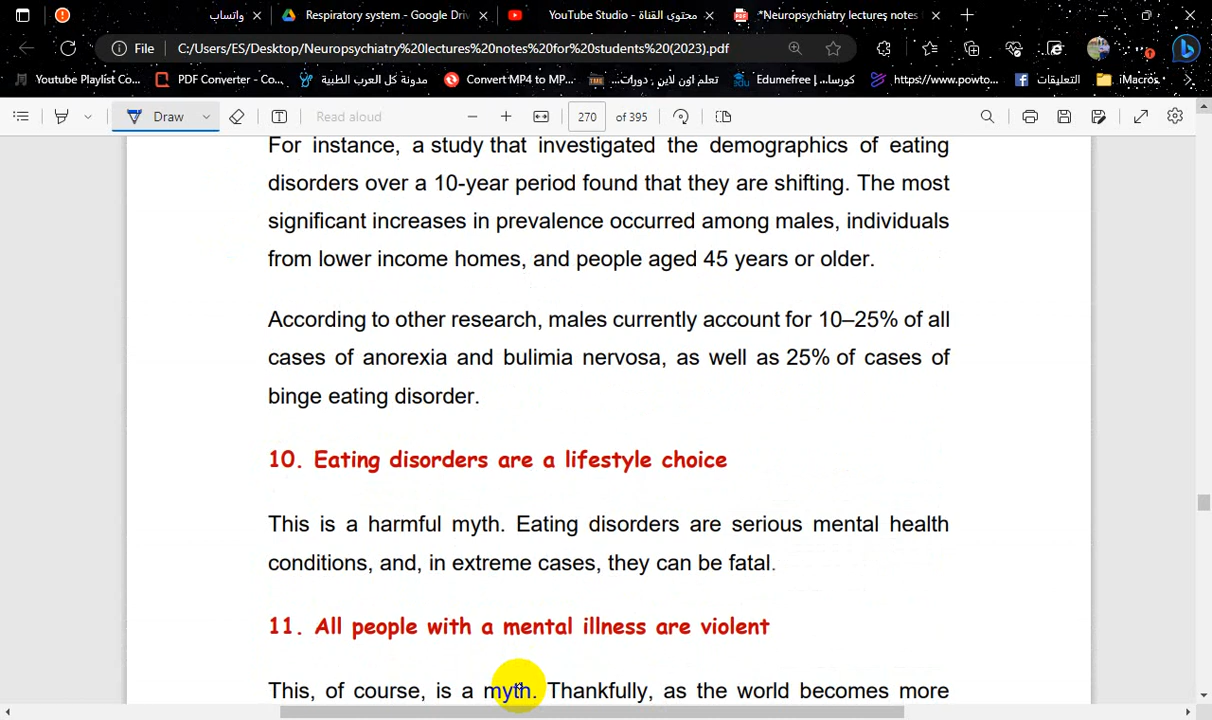 واتساب
Respiratory system - Google Driv
محتوى القناة - YouTube Studio
*Neuropsychiatry lectures notes
File
C:/Users/ES/Desktop/Neuropsychiatry%20lectures%20notes%20for%20students%20(2023).pdf
Youtube Playlist Co...
PDF Converter - Co...
مدونة كل العرب الطبية
Convert MP4 to MP...
تعلم اون لاين , دورات...
كورسا... | Edumefree
https://www.powto...
التعليقات
iMacros
Draw
Read aloud
270 of 395
For instance, a study that investigated the demographics of eating
disorders over a 10-year period found that they are shifting. The most
significant increases in prevalence occurred among males, individuals
from lower income homes, and people aged 45 years or older.
According to other research, males currently account for 10–25% of all
cases of anorexia and bulimia nervosa, as well as 25% of cases of
binge eating disorder.
10. Eating disorders are a lifestyle choice
This is a harmful myth. Eating disorders are serious mental health
conditions, and, in extreme cases, they can be fatal.
11. All people with a mental illness are violent
This, of course, is a myth. Thankfully, as the world becomes more